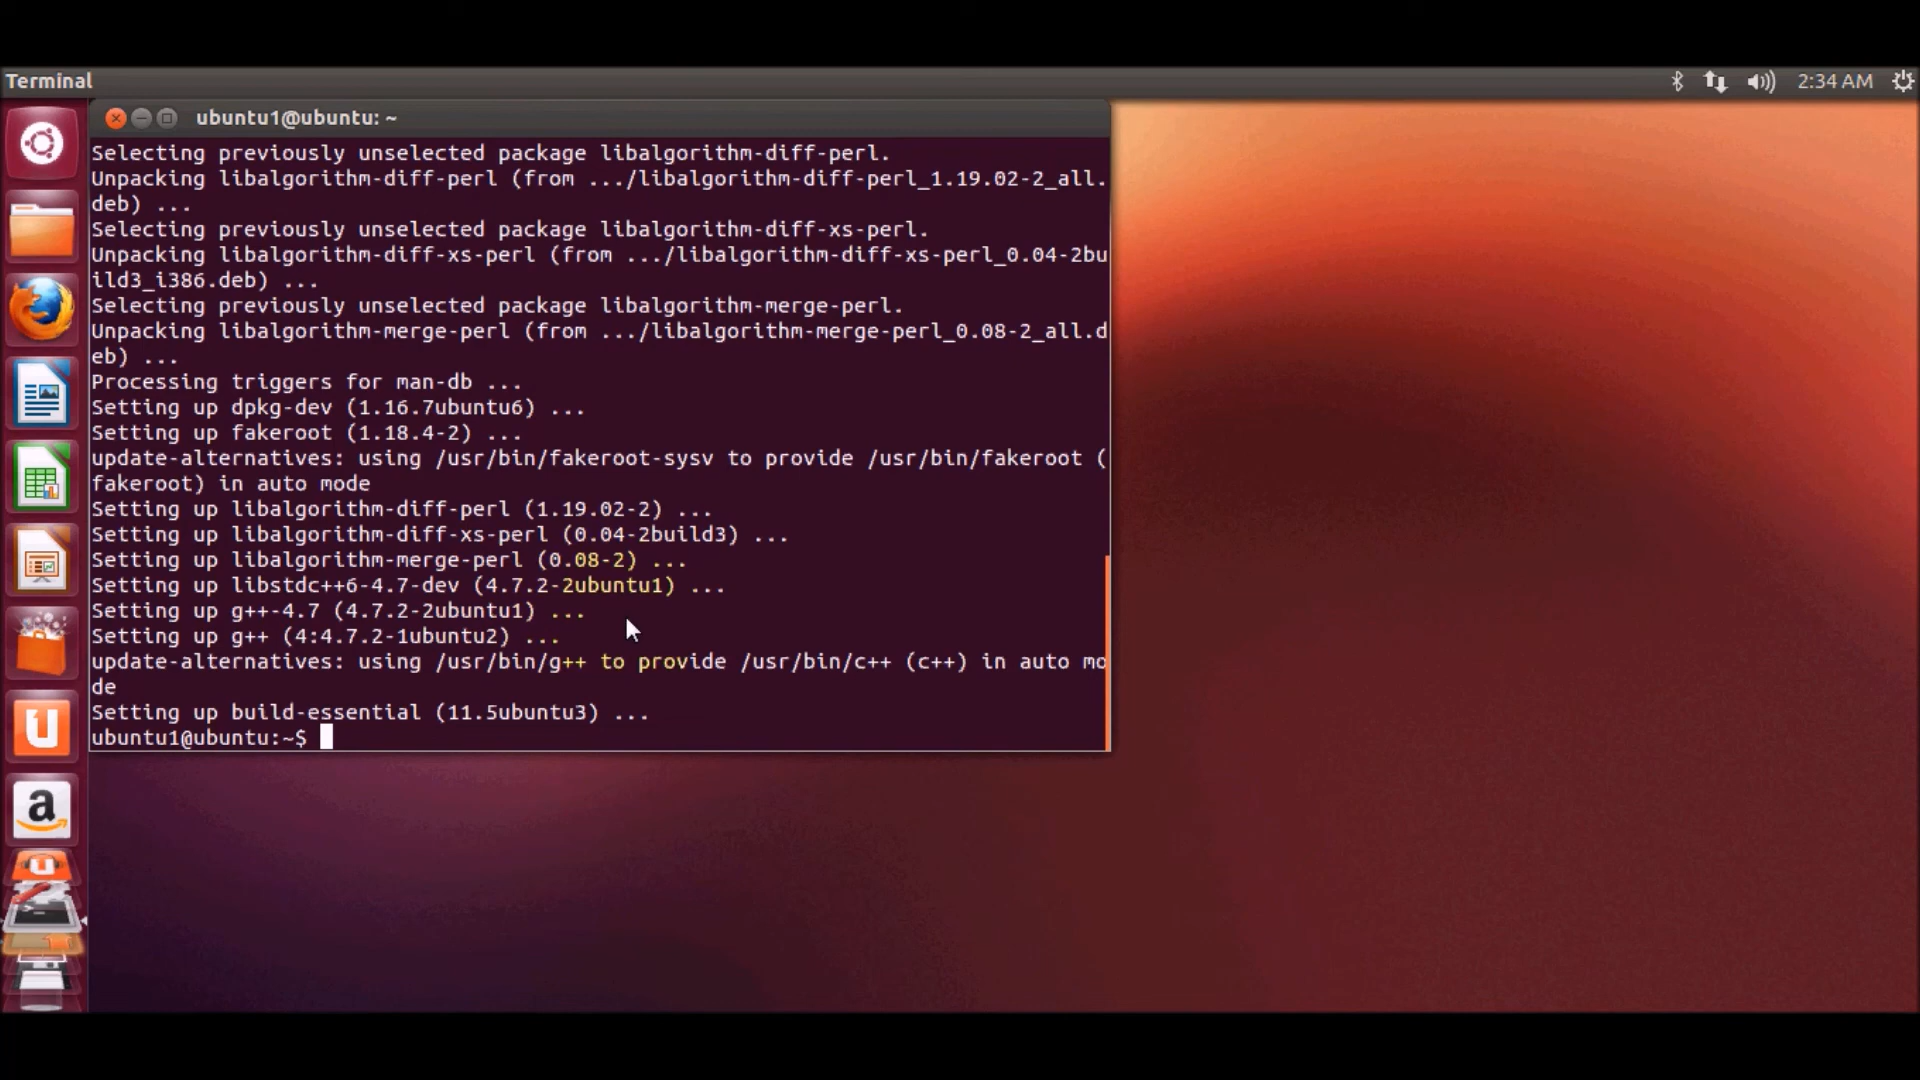 Terminal
2:34 AM
ubuntu1@ubuntu: ~
Selecting previously unselected package libalgorithm-diff-perl.
Unpacking libalgorithm-diff-perl (from .../libalgorithm-diff-perl_1.19.02-2_all.
deb) ...
Selecting previously unselected package libalgorithm-diff-xs-perl.
Unpacking libalgorithm-diff-xs-perl (from .../libalgorithm-diff-xs-perl_0.04-2bu
ild3_i386.deb) ...
Selecting previously unselected package libalgorithm-merge-perl.
Unpacking libalgorithm-merge-perl (from .../libalgorithm-merge-perl_0.08-2_all.d
eb) ...
Processing triggers for man-db ...
Setting up dpkg-dev (1.16.7ubuntu6) ...
Setting up fakeroot (1.18.4-2) ...
update-alternatives: using /usr/bin/fakeroot-sysv to provide /usr/bin/fakeroot (
fakeroot) in auto mode
Setting up libalgorithm-diff-perl (1.19.02-2) ...
Setting up libalgorithm-diff-xs-perl (0.04-2build3) ...
Setting up libalgorithm-merge-perl (0.08-2) ...
Setting up libstdc++6-4.7-dev (4.7.2-2ubuntu1) ...
Setting up g++-4.7 (4.7.2-2ubuntu1) ...
Setting up g++ (4:4.7.2-1ubuntu2) ...
update-alternatives: using /usr/bin/g++ to provide /usr/bin/c++ (c++) in auto mo
de
Setting up build-essential (11.5ubuntu3) ...
ubuntu1@ubuntu:~$